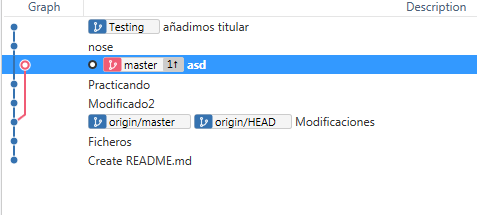 Graph Description
Testing añadimos titular
nose
master 1↑ asd
Practicando
Modificado2
origin/master origin/HEAD Modificaciones
Ficheros
Create README.md